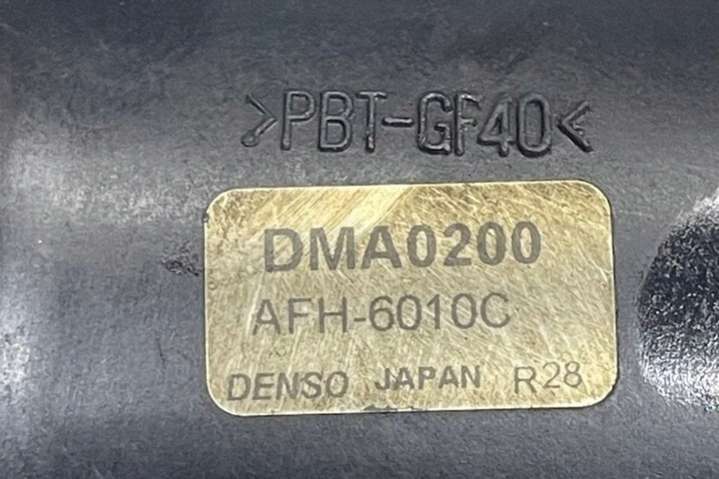 >PBT-GF40<
DMA0200
AFH-6010C
DENSO JAPAN R28